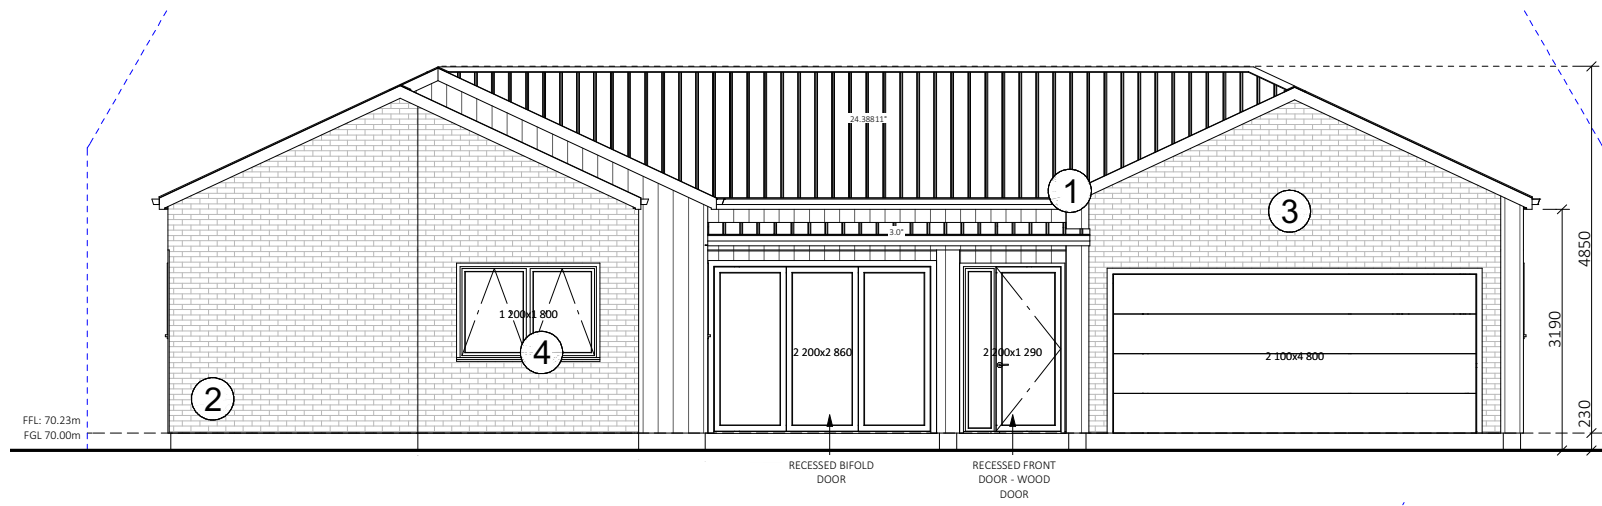 24.38811°
1
3
3.0°
4850
3190
1 200x1 800
4
2 200x2 860
2 200x1 290
2 100x4 800
2
230
FFL: 70.23m
FGL 70.00m
RECESSED BIFOLD
DOOR
RECESSED FRONT
DOOR - WOOD
DOOR